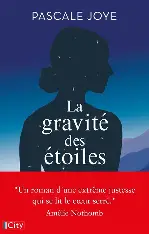 PASCALE JOYE
La
gravité
des
étoiles
"Un roman d'une extrême justesse
qui se lit le cœur serré."
Amélie Nothomb
City